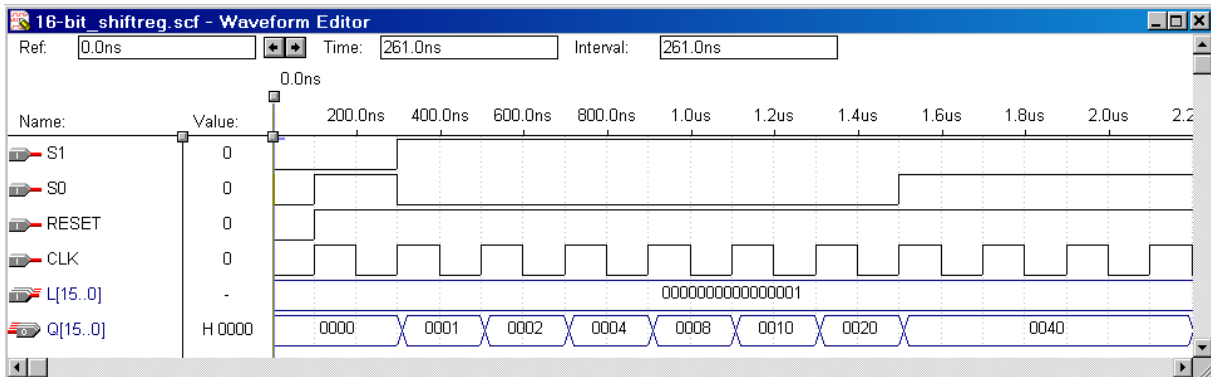 16-bit_shiftreg.scf - Waveform Editor
Ref: 0.0ns Time: 261.0ns Interval: 261.0ns
0.0ns
Name: Value: 200.0ns 400.0ns 600.0ns 800.0ns 1.0us 1.2us 1.4us 1.6us 1.8us 2.0us 2.2
S1 0
S0 0
RESET 0
CLK 0
L[15..0] - 0000000000000001
Q[15..0] H 0000 0000 0001 0002 0004 0008 0010 0020 0040